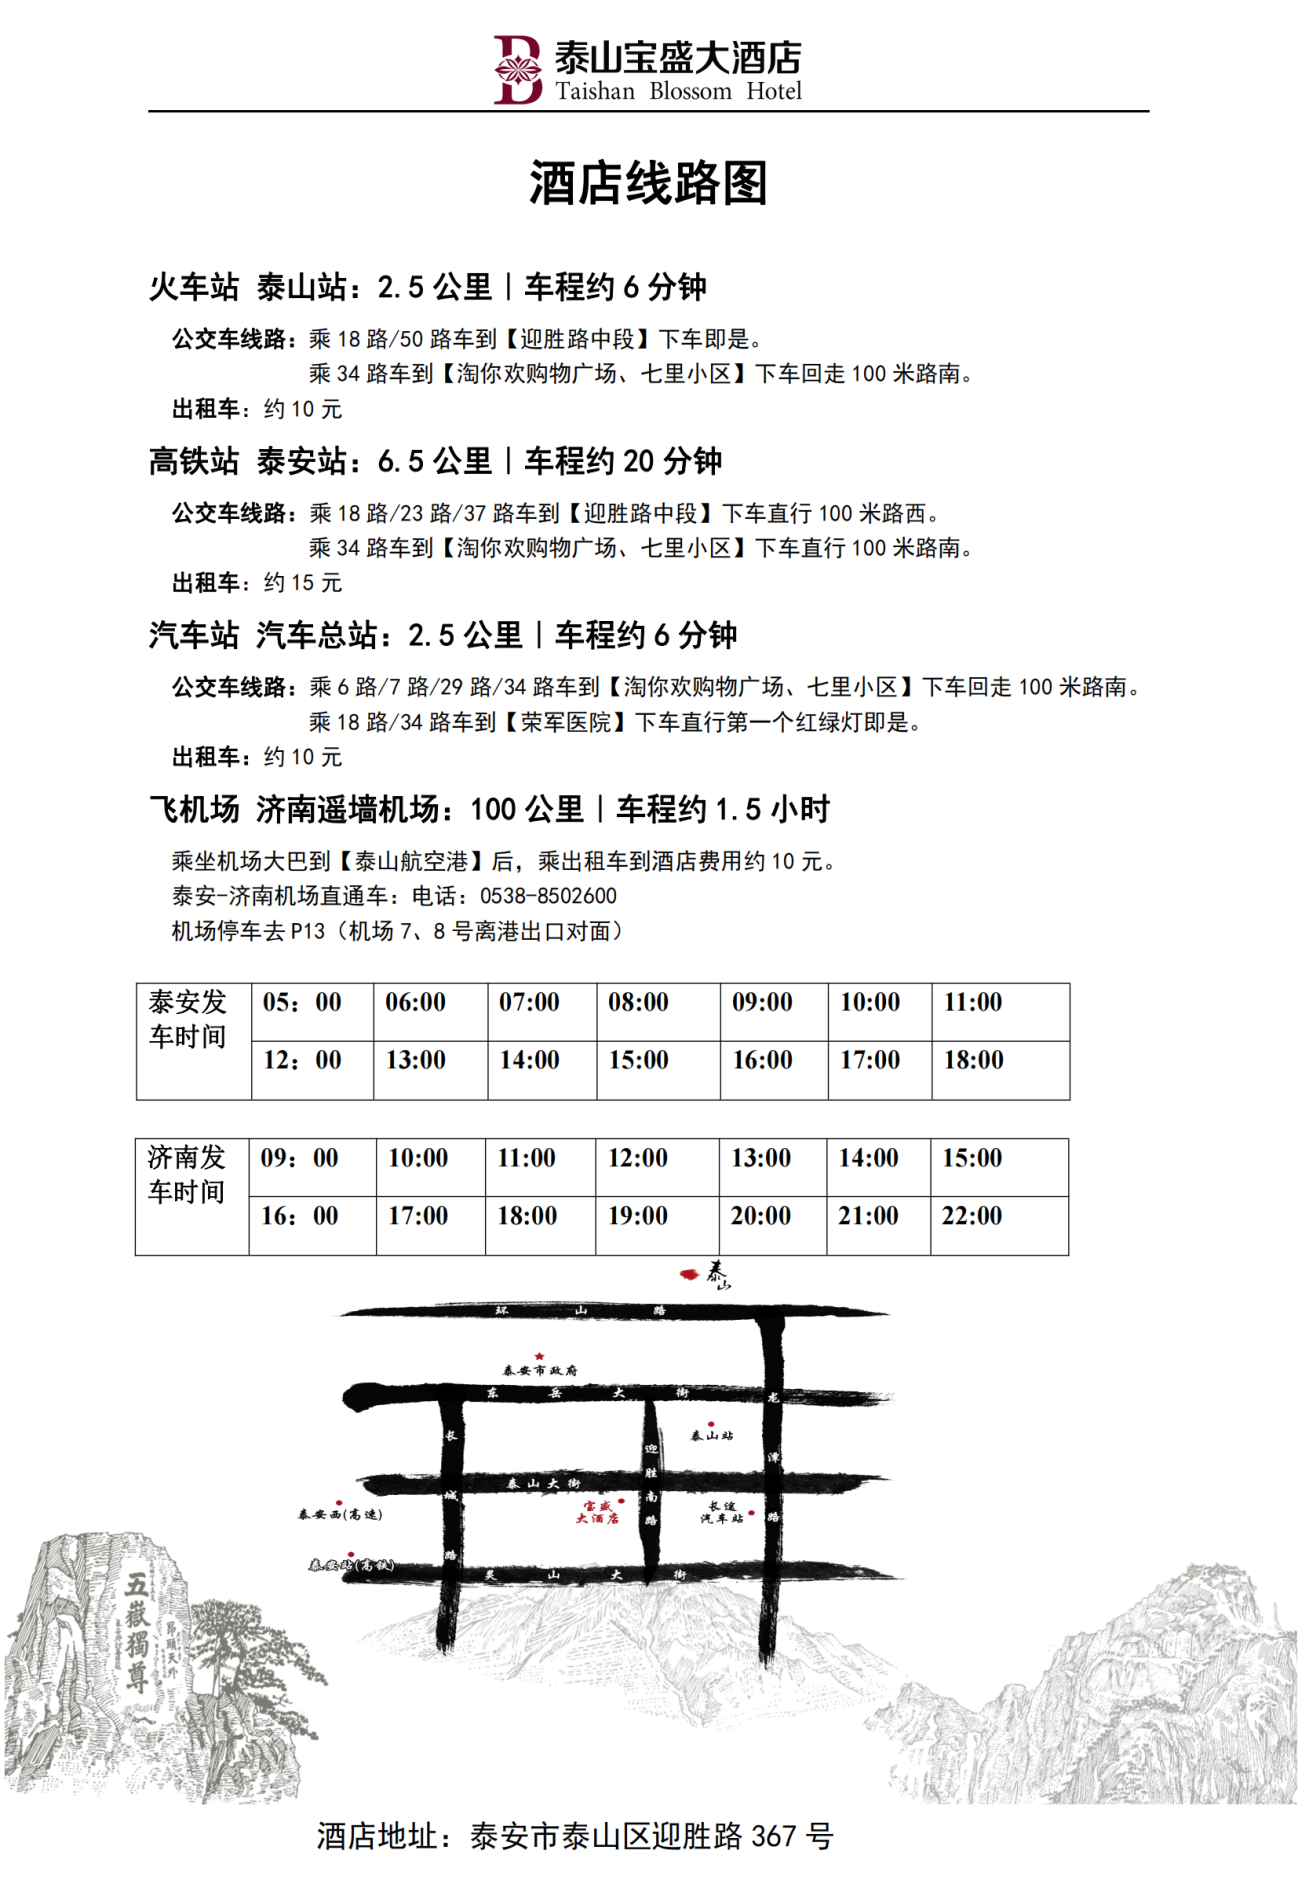 泰山宝盛大酒店
Taishan Blossom Hotel
酒店线路图
火车站 泰山站：2.5 公里｜车程约 6 分钟
公交车线路：乘 18 路/50 路车到【迎胜路中段】下车即是。
乘 34 路车到【淘你欢购物广场、七里小区】下车回走 100 米路南。
出租车：约 10 元
高铁站 泰安站：6.5 公里｜车程约 20 分钟
公交车线路：乘 18 路/23 路/37 路车到【迎胜路中段】下车直行 100 米路西。
乘 34 路车到【淘你欢购物广场、七里小区】下车直行 100 米路南。
出租车：约 15 元
汽车站 汽车总站：2.5 公里｜车程约 6 分钟
公交车线路：乘 6 路/7 路/29 路/34 路车到【淘你欢购物广场、七里小区】下车回走 100 米路南。
乘 18 路/34 路车到【荣军医院】下车直行第一个红绿灯即是。
出租车：约 10 元
飞机场 济南遥墙机场：100 公里｜车程约 1.5 小时
乘坐机场大巴到【泰山航空港】后，乘出租车到酒店费用约 10 元。
泰安-济南机场直通车：电话：0538-8502600
机场停车去 P13（机场 7、8 号离港出口对面）
泰安发 05：00 06:00 07:00 08:00 09:00 10:00 11:00
车时间 12：00 13:00 14:00 15:00 16:00 17:00 18:00
济南发 09：00 10:00 11:00 12:00 13:00 14:00 15:00
车时间 16：00 17:00 18:00 19:00 20:00 21:00 22:00
泰山
环山路
泰安市政府
东岳大街
龙潭路
长城路
迎胜南路
泰山站
泰山大街
宝盛
大酒店
长途
汽车站
泰安西(高速)
泰安站(高铁)
灵山大街
五嶽獨尊
昂頭天外
酒店地址：泰安市泰山区迎胜路 367 号